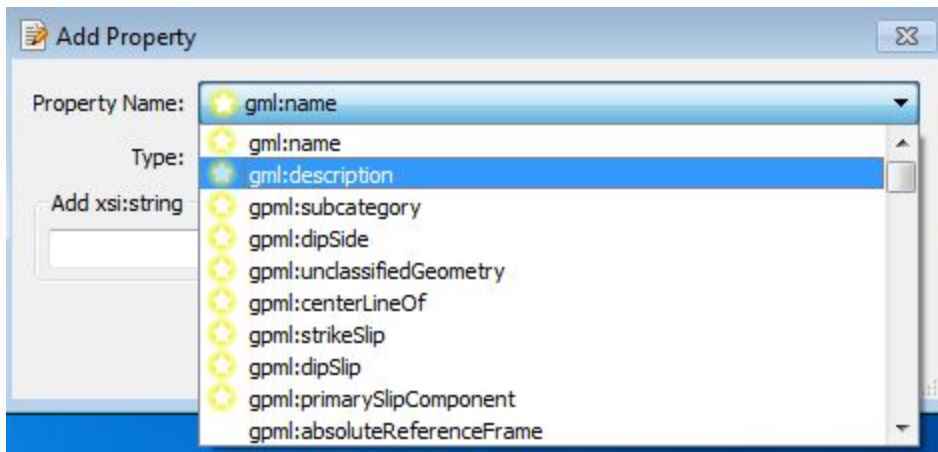 Add Property
Property Name: gml:name
gml:name
Type:
gml:description
Add xsi:string
gpml:subcategory
gpml:dipSide
gpml:unclassifiedGeometry
gpml:centerLineOf
gpml:strikeSlip
gpml:dipSlip
gpml:primarySlipComponent
gpml:absoluteReferenceFrame